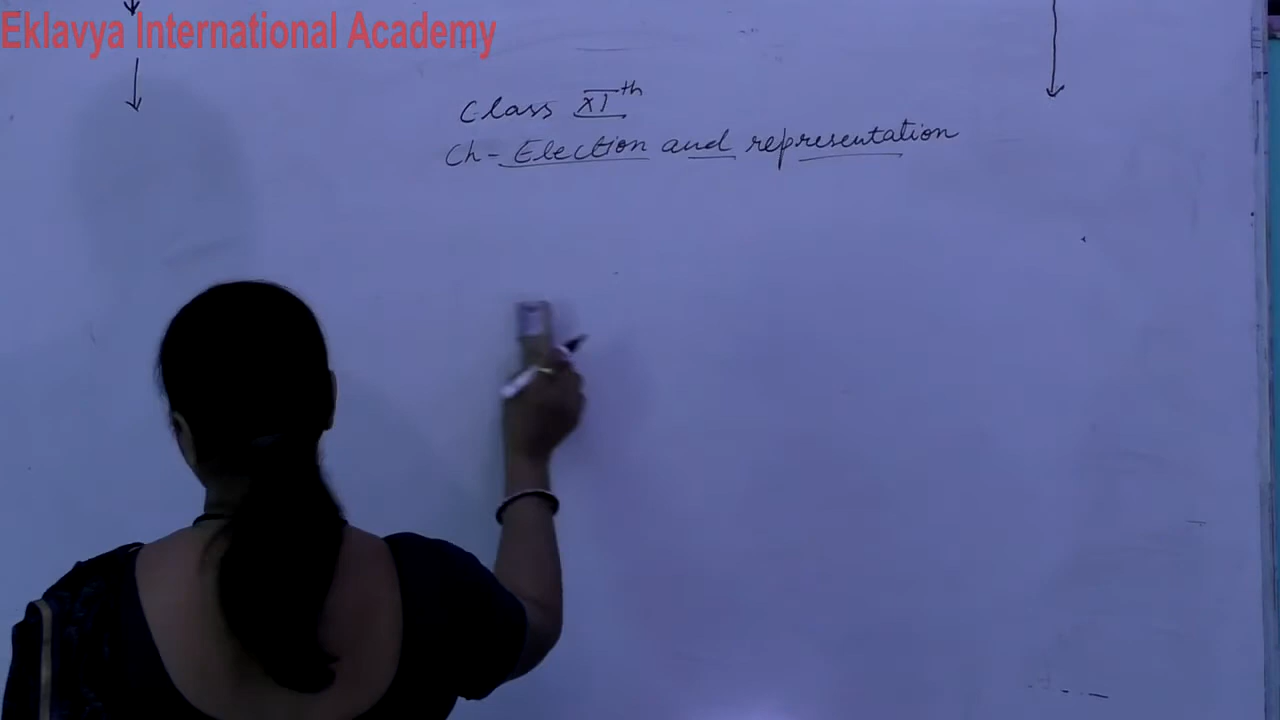 Eklavya International Academy
Class XIth
Ch- Election and representation